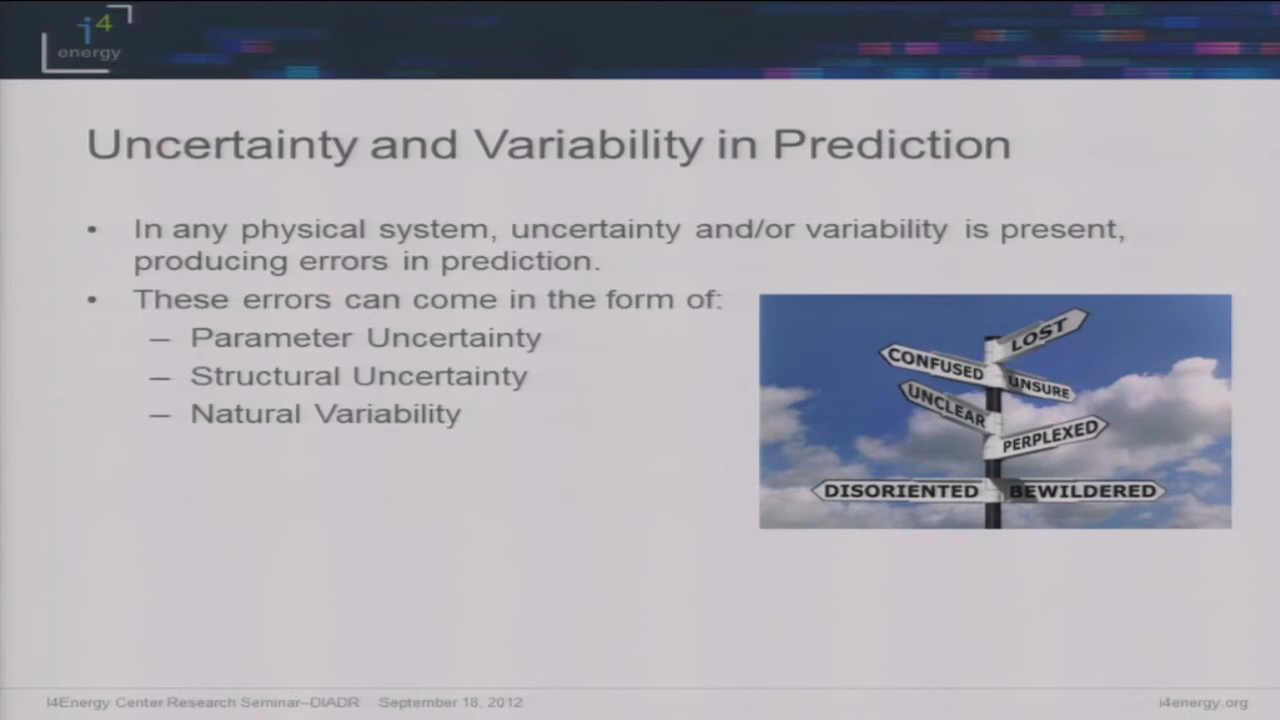 i4
energy
Uncertainty and Variability in Prediction
• In any physical system, uncertainty and/or variability is present,
producing errors in prediction.
• These errors can come in the form of:
– Parameter Uncertainty
– Structural Uncertainty
– Natural Variability
LOST
CONFUSED
UNSURE
UNCLEAR
PERPLEXED
DISORIENTED BEWILDERED
I4Energy Center Research Seminar–DIADR September 18, 2012
i4energy.org